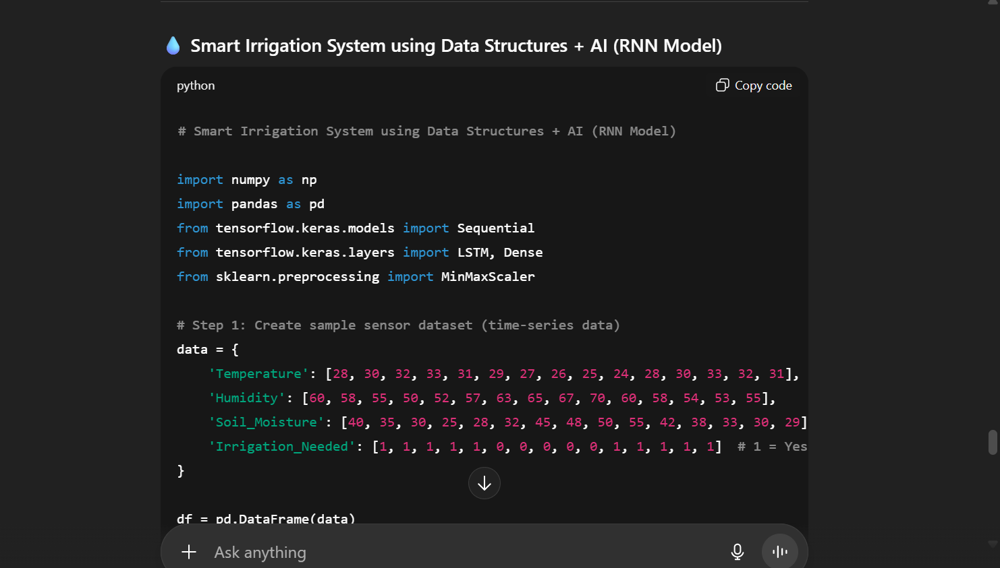 Smart Irrigation System using Data Structures + AI (RNN Model)
python
Copy code
# Smart Irrigation System using Data Structures + AI (RNN Model)
import numpy as np
import pandas as pd
from tensorflow.keras.models import Sequential
from tensorflow.keras.layers import LSTM, Dense
from sklearn.preprocessing import MinMaxScaler
# Step 1: Create sample sensor dataset (time-series data)
data = {
    'Temperature': [28, 30, 32, 33, 31, 29, 27, 26, 25, 24, 28, 30, 33, 32, 31],
    'Humidity': [60, 58, 55, 50, 52, 57, 63, 65, 67, 70, 60, 58, 54, 53, 55],
    'Soil_Moisture': [40, 35, 30, 25, 28, 32, 45, 48, 50, 55, 42, 38, 33, 30, 29]
    'Irrigation_Needed': [1, 1, 1, 1, 1, 0, 0, 0, 0, 0, 1, 1, 1, 1, 1]  # 1 = Yes
}
df = pd.DataFrame(data)
Ask anything